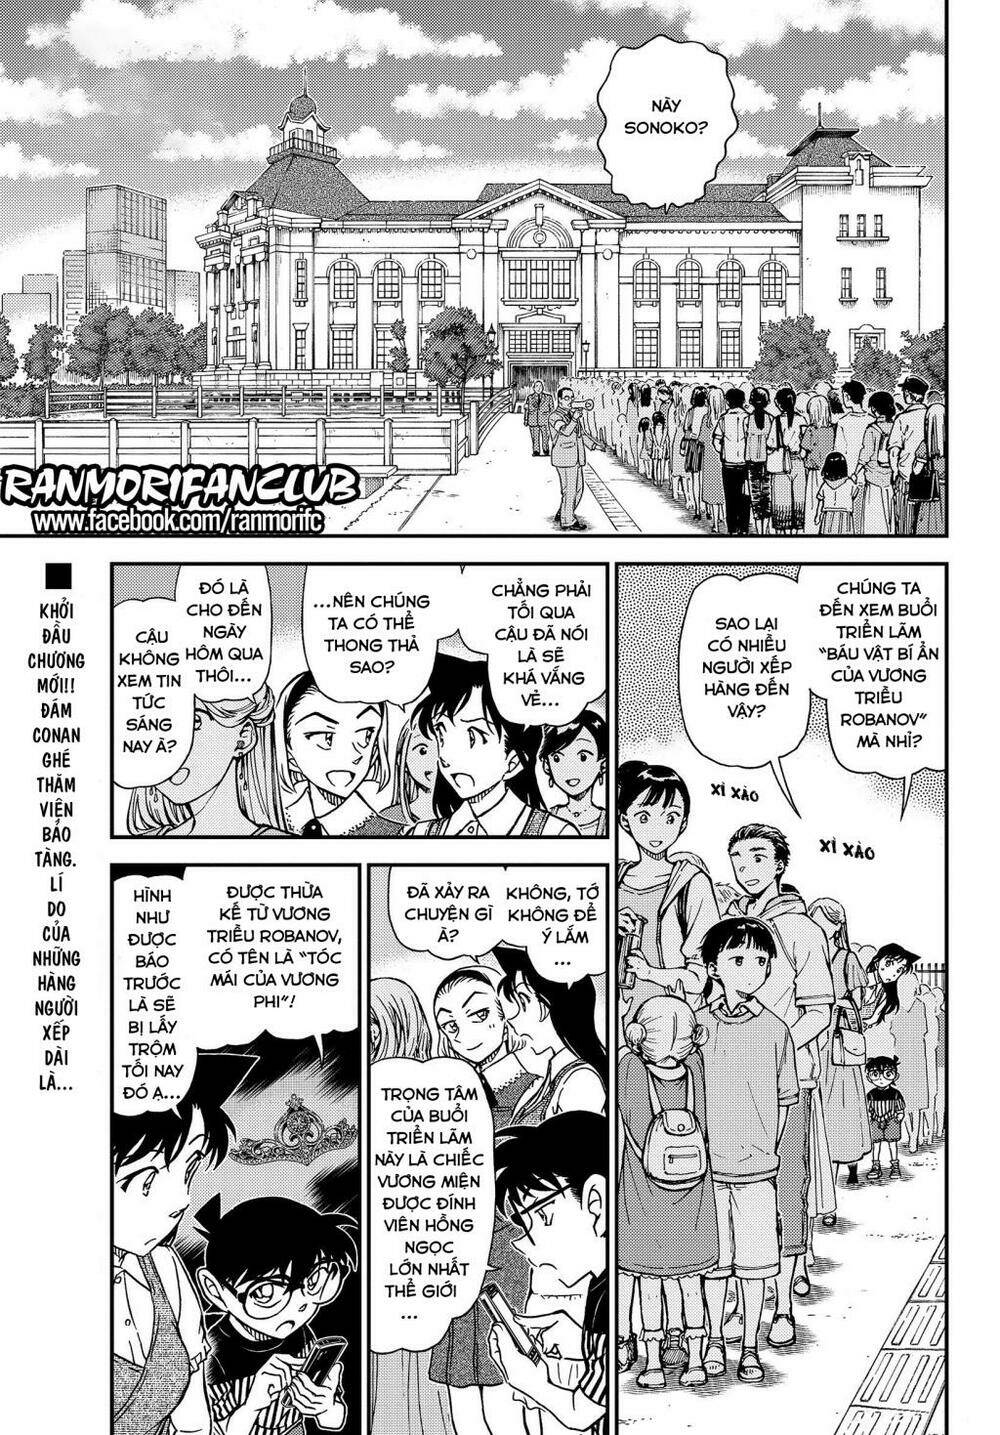 NÀY
SONOKO?
RANMORIFANCLUB
www.facebook.com/ranmorifc
CHÚNG TA
ĐẾN XEM BUỔI
TRIỂN LÃM
“BÁU VẬT BÍ ẨN
CỦA VƯƠNG
TRIỀU
ROBANOV”
MÀ NHỈ?
SAO LẠI
CÓ NHIỀU
NGƯỜI XẾP
HÀNG ĐẾN
VẬY?
XÌ XÀO
XÌ XÀO
CHẲNG PHẢI
TỐI QUA
CẬU ĐÃ NÓI
LÀ SẼ
KHÁ VẮNG
VẺ...
...NÊN CHÚNG
TA CÓ THỂ
THONG THẢ
SAO?
ĐÓ LÀ
CHO ĐẾN
NGÀY
HÔM QUA
THÔI...
CẬU
KHÔNG
XEM TIN
TỨC
SÁNG
NAY À?
KHỞI
ĐẦU
CHƯƠNG
MỚI!!
ĐÁM
CONAN
GHÉ
THĂM
VIỆN
BẢO
TÀNG.
LÍ
DO
CỦA
NHỮNG
HÀNG
NGƯỜI
XẾP
DÀI
LÀ...
KHÔNG, TỚ
KHÔNG ĐỂ
Ý LẮM
...
ĐÃ XẢY RA
CHUYỆN GÌ
À?
TRỌNG TÂM
CỦA BUỔI
TRIỂN LÃM
NÀY LÀ CHIẾC
VƯƠNG MIỆN
ĐƯỢC ĐÍNH
VIÊN HỒNG
NGỌC
LỚN NHẤT
THẾ GIỚI
...
ĐƯỢC THỪA
KẾ TỪ VƯƠNG
TRIỀU ROBANOV,
CÓ TÊN LÀ “TÓC
MÁI CỦA VƯƠNG
PHI”!
HÌNH
NHƯ
ĐƯỢC
BÁO
TRƯỚC
LÀ SẼ
BỊ LẤY
TRỘM
TỐI NAY
ĐÓ Ạ...